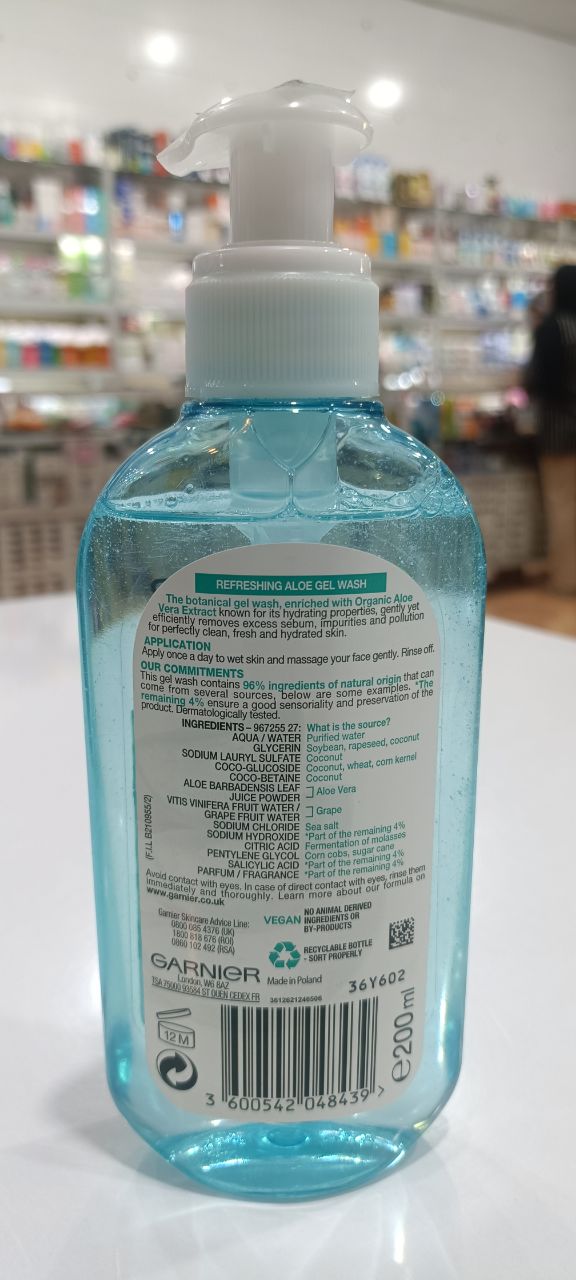 REFRESHING ALOE GEL WASH
The botanical gel wash, enriched with Organic Aloe
Vera Extract known for its hydrating properties, gently yet
efficiently removes excess sebum, impurities and pollution
for perfectly clean, fresh and hydrated skin.
APPLICATION
Apply once a day to wet skin and massage your face gently. Rinse off.
OUR COMMITMENTS
This gel wash contains 96% ingredients of natural origin that can
come from several sources, below are some examples. *The
remaining 4% ensure a good sensoriality and preservation of the
product. Dermatologically tested.
INGREDIENTS – 967255 27: What is the source?
AQUA / WATER Purified water
GLYCERIN Soybean, rapeseed, coconut
SODIUM LAURYL SULFATE Coconut
COCO-GLUCOSIDE Coconut, wheat, corn kernel
COCO-BETAINE Coconut
ALOE BARBADENSIS LEAF
JUICE POWDER Aloe Vera
VITIS VINIFERA FRUIT WATER /
GRAPE FRUIT WATER Grape
SODIUM CHLORIDE Sea salt
SODIUM HYDROXIDE *Part of the remaining 4%
CITRIC ACID Fermentation of molasses
PENTYLENE GLYCOL Corn cobs, sugar cane
SALICYLIC ACID *Part of the remaining 4%
PARFUM / FRAGRANCE *Part of the remaining 4%
(F.I.L B210955/2)
Avoid contact with eyes. In case of direct contact with eyes, rinse them
immediately and thoroughly. Learn more about our formula on
www.garnier.co.uk
Garnier Skincare Advice Line:
0800 085 4376 (UK)
1800 818 676 (ROI)
0860 102 492 (RSA)
VEGAN NO ANIMAL DERIVED
INGREDIENTS OR
BY-PRODUCTS
RECYCLABLE BOTTLE
- SORT PROPERLY
GARNIER
London, W6 8AZ
TSA 75000 93584 ST OUEN CEDEX FR
Made in Poland
36Y602
3612621246506
12 M
℮200 ml
3 600542 048439 >